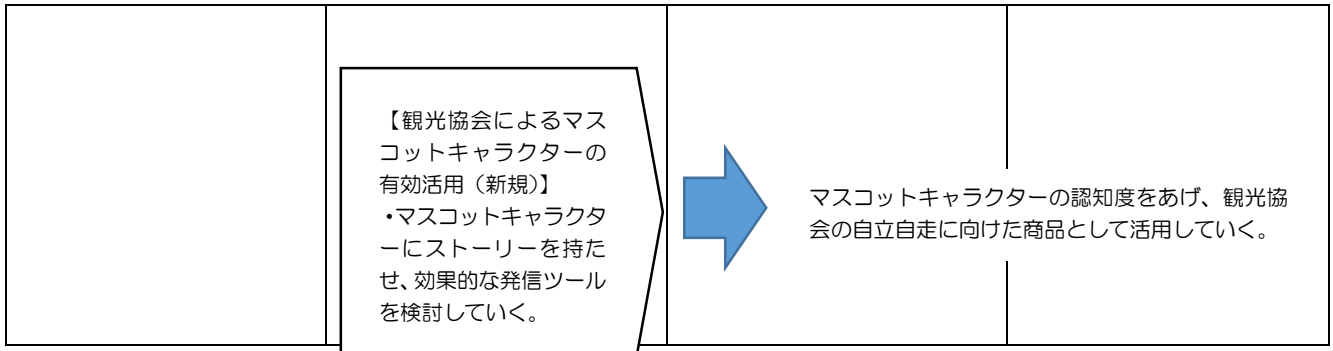 【観光協会によるマス
コットキャラクターの
有効活用（新規）】
・マスコットキャラクタ
ーにストーリーを持た
せ、効果的な発信ツール
を検討していく。
マスコットキャラクターの認知度をあげ、観光協
会の自立自走に向けた商品として活用していく。